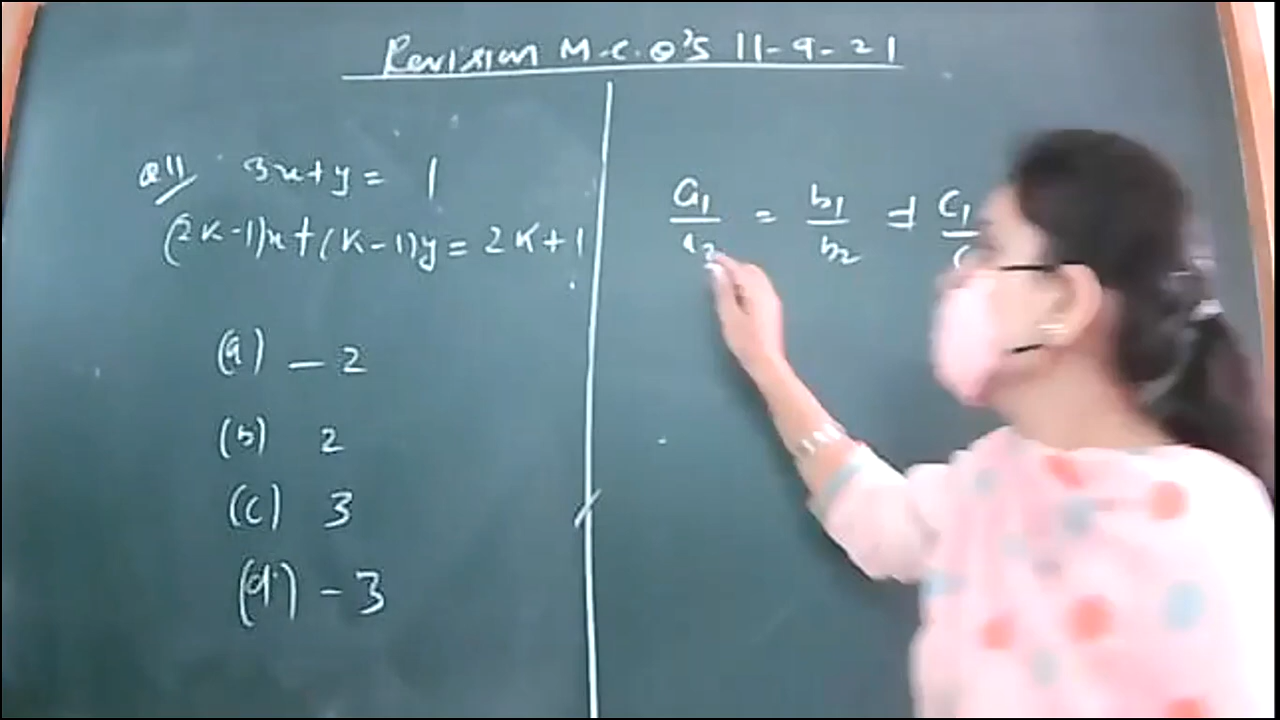 Revision M.C.Q's 11-9-21
Q11 3x+y = 1
(2K-1)x+(K-1)y = 2K+1
(a) -2
(b) 2
(c) 3
(d) -3
a1/a2 = b1/b2 ≠ c1/c